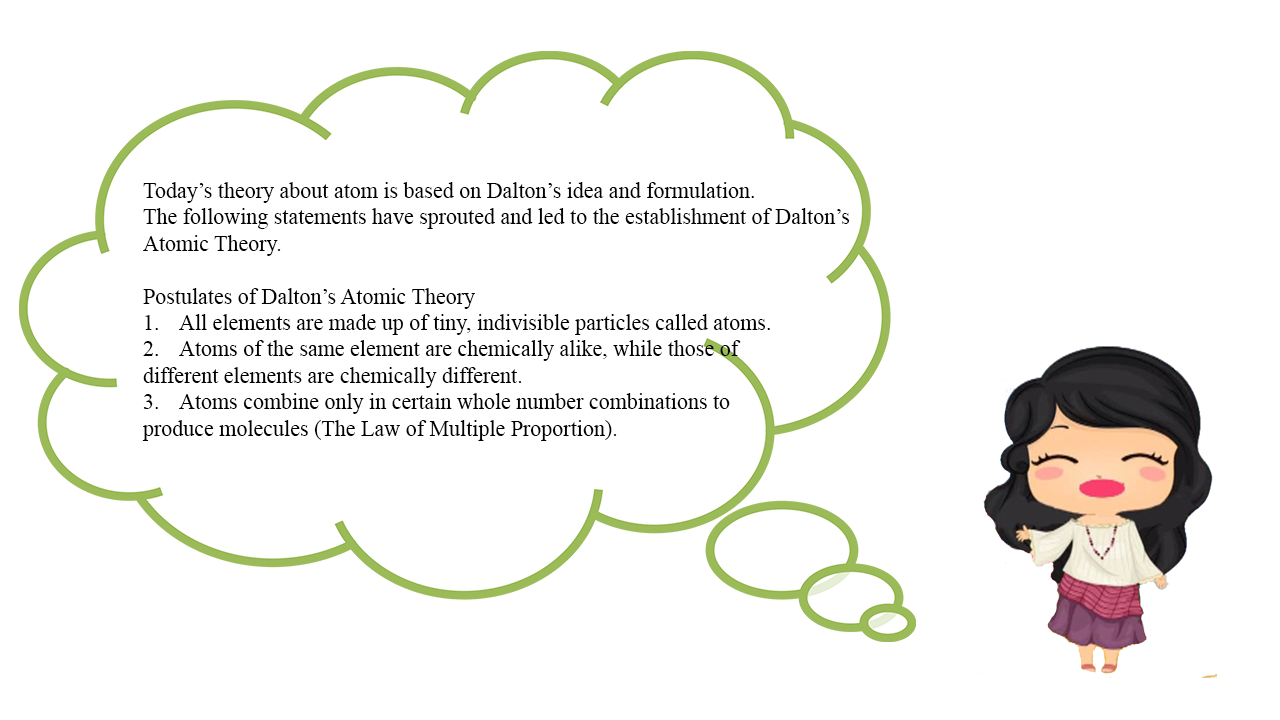 Today’s theory about atom is based on Dalton’s idea and formulation.
The following statements have sprouted and led to the establishment of Dalton’s
Atomic Theory.
Postulates of Dalton’s Atomic Theory
1. All elements are made up of tiny, indivisible particles called atoms.
2. Atoms of the same element are chemically alike, while those of
different elements are chemically different.
3. Atoms combine only in certain whole number combinations to
produce molecules (The Law of Multiple Proportion).